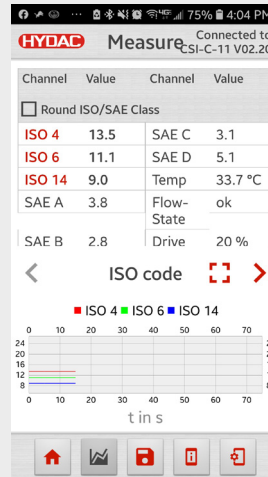 75% 4:04 PM
HYDAC Measure Connected to
CSI-C-11 V02.20
Channel Value Channel Value
Round ISO/SAE Class
ISO 4 13.5 SAE C 3.1
ISO 6 11.1 SAE D 5.1
ISO 14 9.0 Temp 33.7 °C
SAE A 3.8 Flow-State ok
SAE B 2.8 Drive 20 %
ISO code
ISO 4 ISO 6 ISO 14
0 10 20 30 40 50 60 70
24
20
16
12
8
0 10 20 30 40 50 60 70
t in s